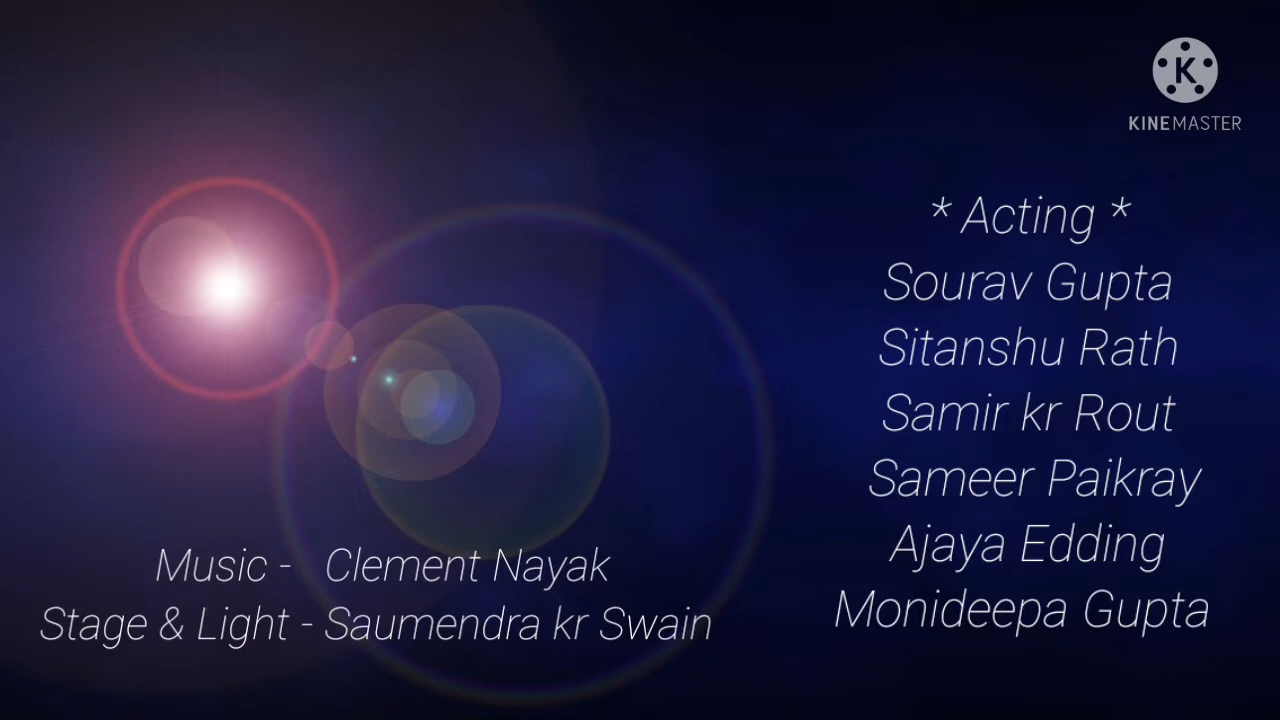 K
KINEMASTER
* Acting *
Sourav Gupta
Sitanshu Rath
Samir kr Rout
Sameer Paikray
Ajaya Edding
Monideepa Gupta
Music - Clement Nayak
Stage & Light - Saumendra kr Swain